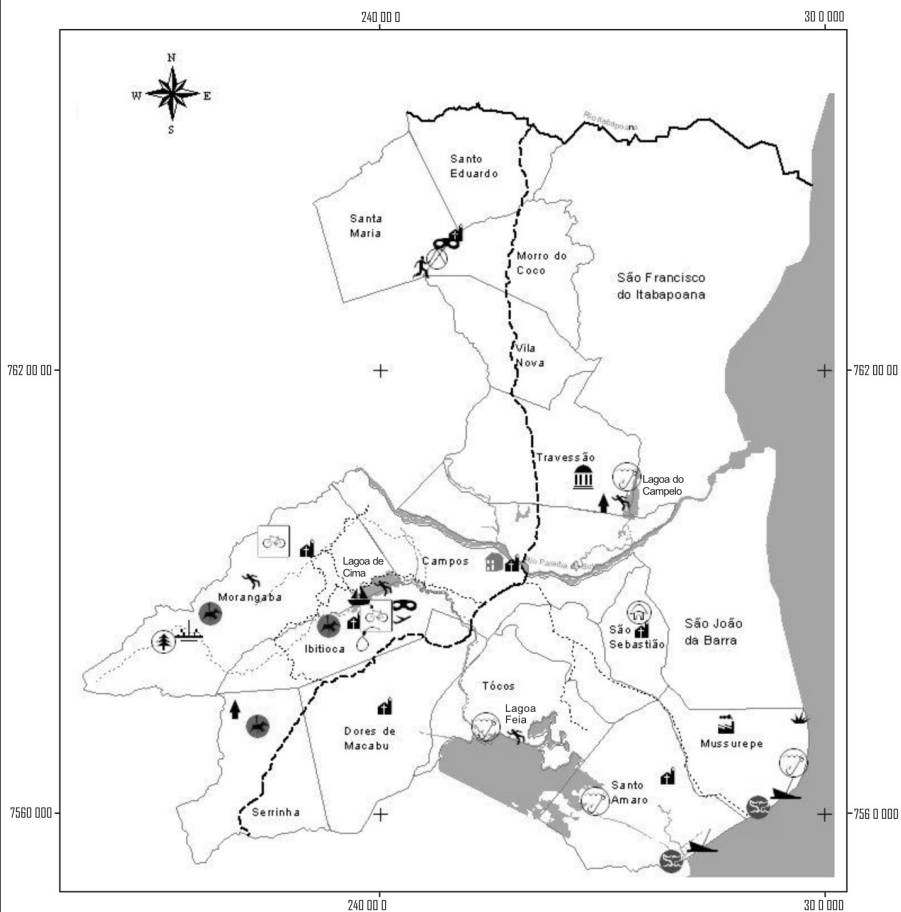 240 00 0
30 0 000
N
W
E
S
Rio Itabapoana
Santo
Eduardo
Santa
Maria
Morro do
Coco
São Francisco
do Itabapoana
Vila
Nova
762 00 00
762 00 00
Travessão
Lagoa do
Campelo
Lagoa de
Cima
Campos
Morangaba
Ibitioca
São
Sebastião
São João
da Barra
Tócos
Lagoa
Feia
Dores de
Macabu
Mussurepe
Santo
Amaro
Serrinha
7560 000
756 0 000
240 00 0
30 0 000